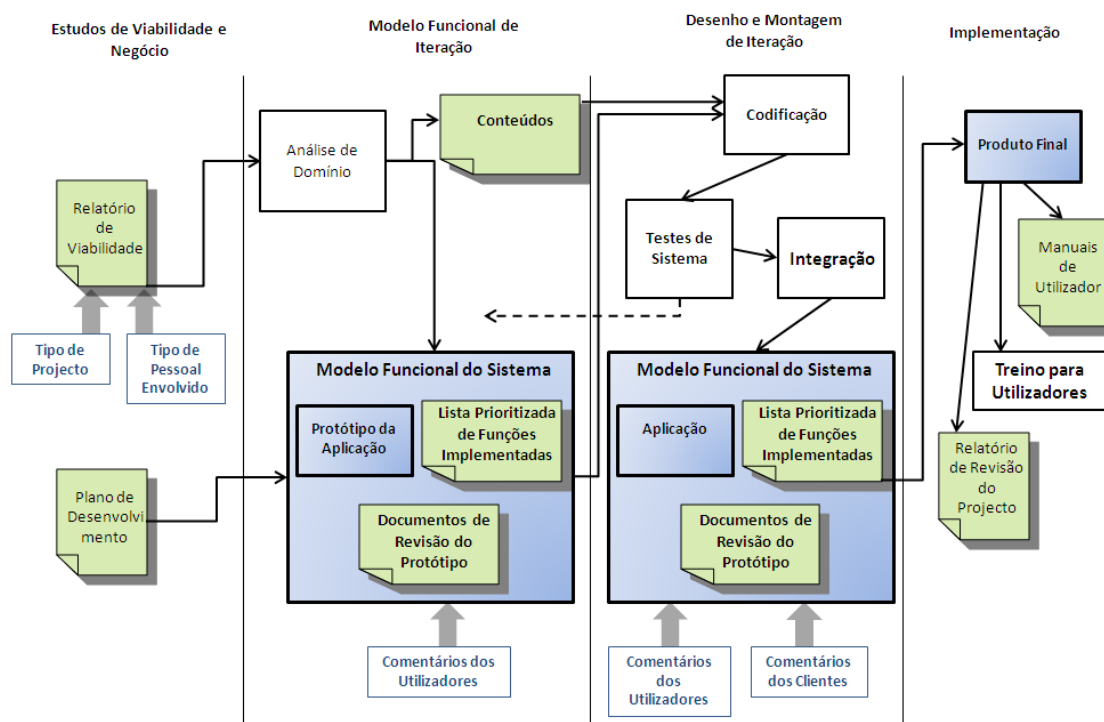 Estudos de Viabilidade e
Negócio
Modelo Funcional de
Iteração
Desenho e Montagem
de Iteração
Implementação
Relatório
de
Viabilidade
Tipo de
Projecto
Tipo de
Pessoal
Envolvido
Plano de
Desenvolvi
mento
Análise de
Domínio
Conteúdos
Modelo Funcional do Sistema
Protótipo da
Aplicação
Lista Prioritizada
de Funções
Implementadas
Documentos de
Revisão do
Protótipo
Comentários dos
Utilizadores
Codificação
Testes de
Sistema
Integração
Modelo Funcional do Sistema
Aplicação
Lista Prioritizada
de Funções
Implementadas
Documentos de
Revisão do
Protótipo
Comentários
dos
Utilizadores
Comentários
dos Clientes
Produto Final
Manuais
de
Utilizador
Treino para
Utilizadores
Relatório
de Revisão
do
Projecto